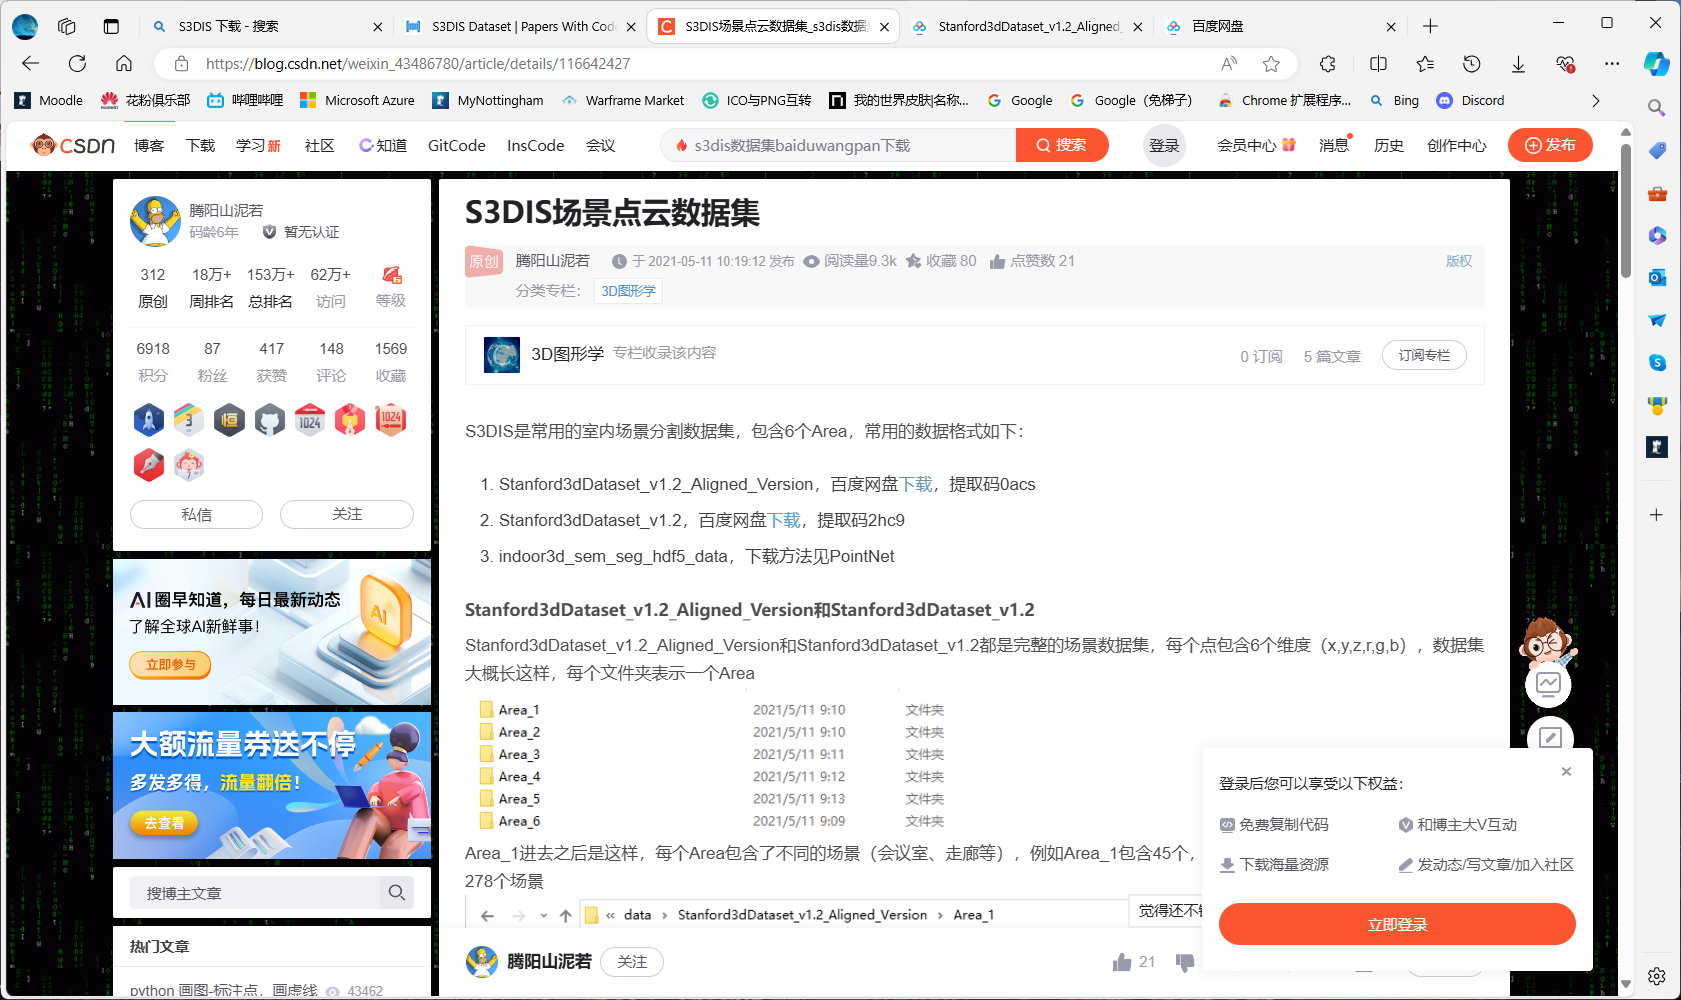 S3DIS 下载 - 搜索
S3DIS Dataset | Papers With Code
S3DIS场景点云数据集_s3dis数据
Stanford3dDataset_v1.2_Aligned_
百度网盘
https://blog.csdn.net/weixin_43486780/article/details/116642427
Moodle
花粉俱乐部
哔哩哔哩
Microsoft Azure
MyNottingham
Warframe Market
ICO与PNG互转
我的世界皮肤|名称...
Google
Google（免梯子）
Chrome 扩展程序...
Bing
Discord
CSDN 博客 下载 学习新 社区 知道 GitCode InsCode 会议
s3dis数据集baiduwangpan下载
搜索
登录
会员中心 消息 历史 创作中心
发布
腾阳山泥若
码龄6年 暂无认证
312 18万+ 153万+ 62万+
原创 周排名 总排名 访问 等级
6918 87 417 148 1569
积分 粉丝 获赞 评论 收藏
3 恒 1024 1024
私信 关注
AI圈早知道，每日最新动态
了解全球AI新鲜事！
立即参与
AI
大额流量券送不停
多发多得，流量翻倍！
去查看
搜博主文章
热门文章
python 画图-标注点，画虚线 43462
S3DIS场景点云数据集
原创 腾阳山泥若 于 2021-05-11 10:19:12 发布 阅读量9.3k 收藏 80 点赞数 21
版权
分类专栏： 3D图形学
3D图形学 专栏收录该内容
0 订阅 5 篇文章 订阅专栏
S3DIS是常用的室内场景分割数据集，包含6个Area，常用的数据格式如下：
1. Stanford3dDataset_v1.2_Aligned_Version，百度网盘下载，提取码0acs
2. Stanford3dDataset_v1.2，百度网盘下载，提取码2hc9
3. indoor3d_sem_seg_hdf5_data，下载方法见PointNet
Stanford3dDataset_v1.2_Aligned_Version和Stanford3dDataset_v1.2
Stanford3dDataset_v1.2_Aligned_Version和Stanford3dDataset_v1.2都是完整的场景数据集，每个点包含6个维度（x,y,z,r,g,b），数据集
大概长这样，每个文件夹表示一个Area
Area_1 2021/5/11 9:10 文件夹
Area_2 2021/5/11 9:10 文件夹
Area_3 2021/5/11 9:11 文件夹
Area_4 2021/5/11 9:12 文件夹
Area_5 2021/5/11 9:13 文件夹
Area_6 2021/5/11 9:09 文件夹
Area_1进去之后是这样，每个Area包含了不同的场景（会议室、走廊等），例如Area_1包含45个，
278个场景
« data › Stanford3dDataset_v1.2_Aligned_Version › Area_1
觉得还不
腾阳山泥若 关注
21
登录后您可以享受以下权益：
免费复制代码
和博主大V互动
下载海量资源
发动态/写文章/加入社区
立即登录